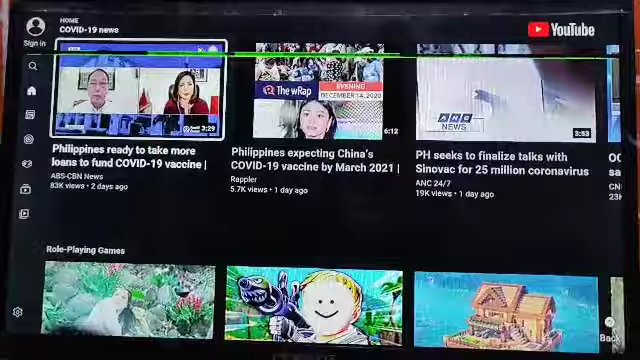 HOME
COVID-19 news
YouTube
Sign in
3:29
The wRap
EVENING
DECEMBER 14, 2020
6:12
ANC
NEWS
3:53
Philippines ready to take more
loans to fund COVID-19 vaccine |
ABS-CBN News
83K views • 2 days ago
Philippines expecting China's
COVID-19 vaccine by March 2021 |
Rappler
5.7K views • 1 day ago
PH seeks to finalize talks with
Sinovac for 25 million coronavirus
ANC 24/7
19K views • 1 day ago
Role-Playing Games
Back